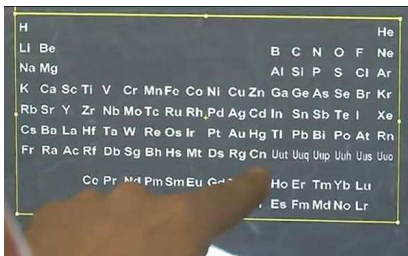 H He
Li Be B C N O F Ne
Na Mg Al Si P S Cl Ar
K Ca Sc Ti V Cr Mn Fe Co Ni Cu Zn Ga Ge As Se Br Kr
Rb Sr Y Zr Nb Mo Tc Ru Rh Pd Ag Cd In Sn Sb Te I Xe
Cs Ba La Hf Ta W Re Os Ir Pt Au Hg Tl Pb Bi Po At Rn
Fr Ra Ac Rf Db Sg Bh Hs Mt Ds Rg Cn Uut Uuq Uup Uuh Uus Uuo
Ce Pr Nd Pm Sm Eu Gd Ho Er Tm Yb Lu
Es Fm Md No Lr